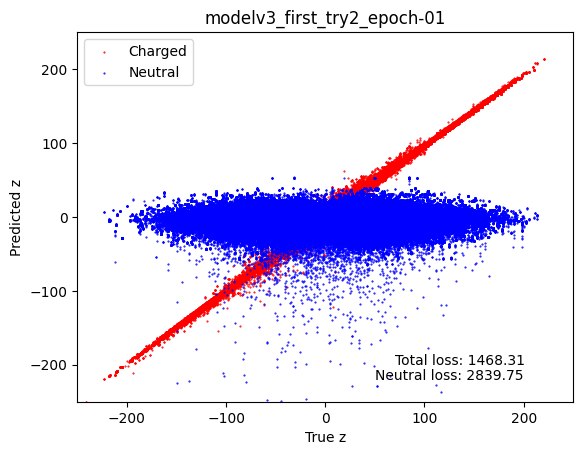 modelv3_first_try2_epoch-01
Charged
Neutral
200
100
0
−100
−200
Predicted z
Total loss: 1468.31
Neutral loss: 2839.75
−200
−100
0
100
200
True z